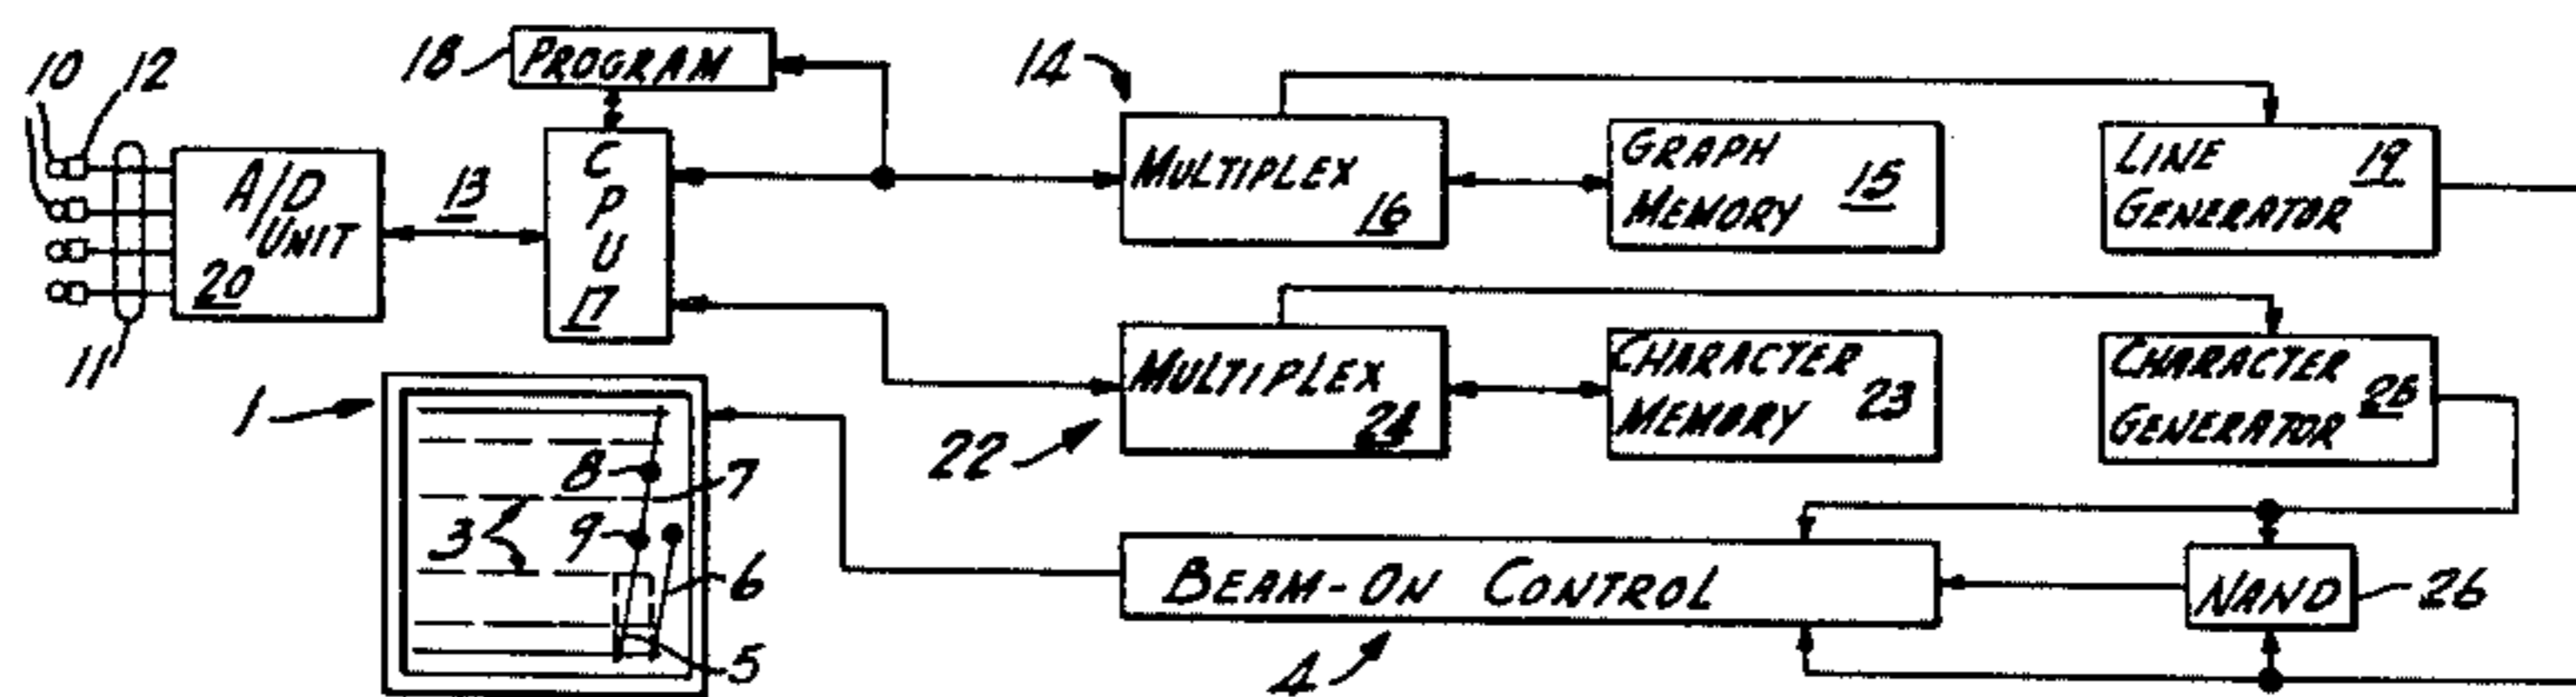 10 12
18 PROGRAM
14
A/D UNIT 20
13
CPU 17
MULTIPLEX 16
GRAPH MEMORY 15
LINE GENERATOR 19
11
1
22
MULTIPLEX 24
CHARACTER MEMORY 23
CHARACTER GENERATOR 25
8
7
3
9
6
5
BEAM-ON CONTROL
4
NAND 26